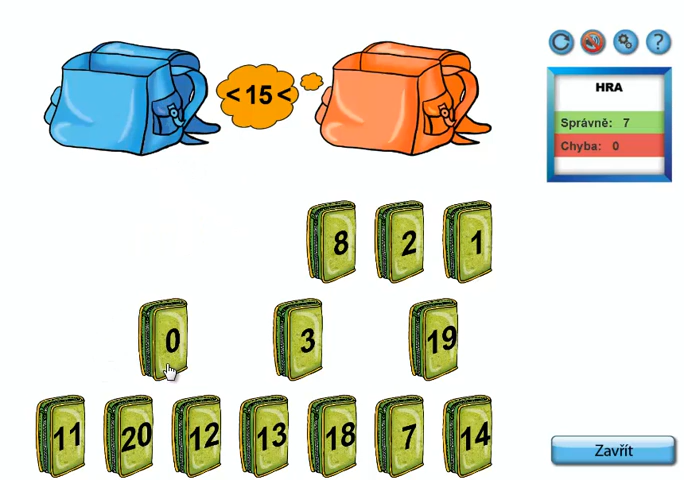 < 15 <
?
HRA
Správně: 7
Chyba: 0
8 2 1
0 3 19
11 20 12 13 18 7 14
Zavřít